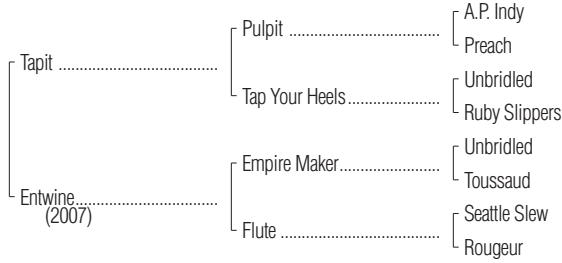 A.P. Indy
Pulpit ..........................................
Preach
Tapit ............................................
Unbridled
Tap Your Heels........................
Ruby Slippers
Unbridled
Empire Maker..........................
Toussaud
Entwine.......................................
(2007)
Seattle Slew
Flute ..........................................
Rougeur